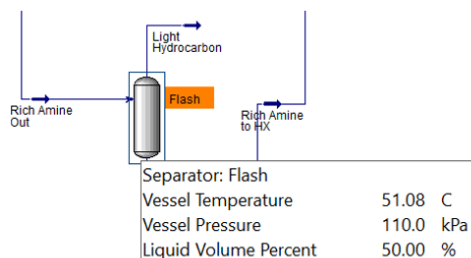 Light
Hydrocarbon
Flash
Rich Amine
Out
Rich Amine
to HX
Separator: Flash
Vessel Temperature 51.08 C
Vessel Pressure 110.0 kPa
Liquid Volume Percent 50.00 %